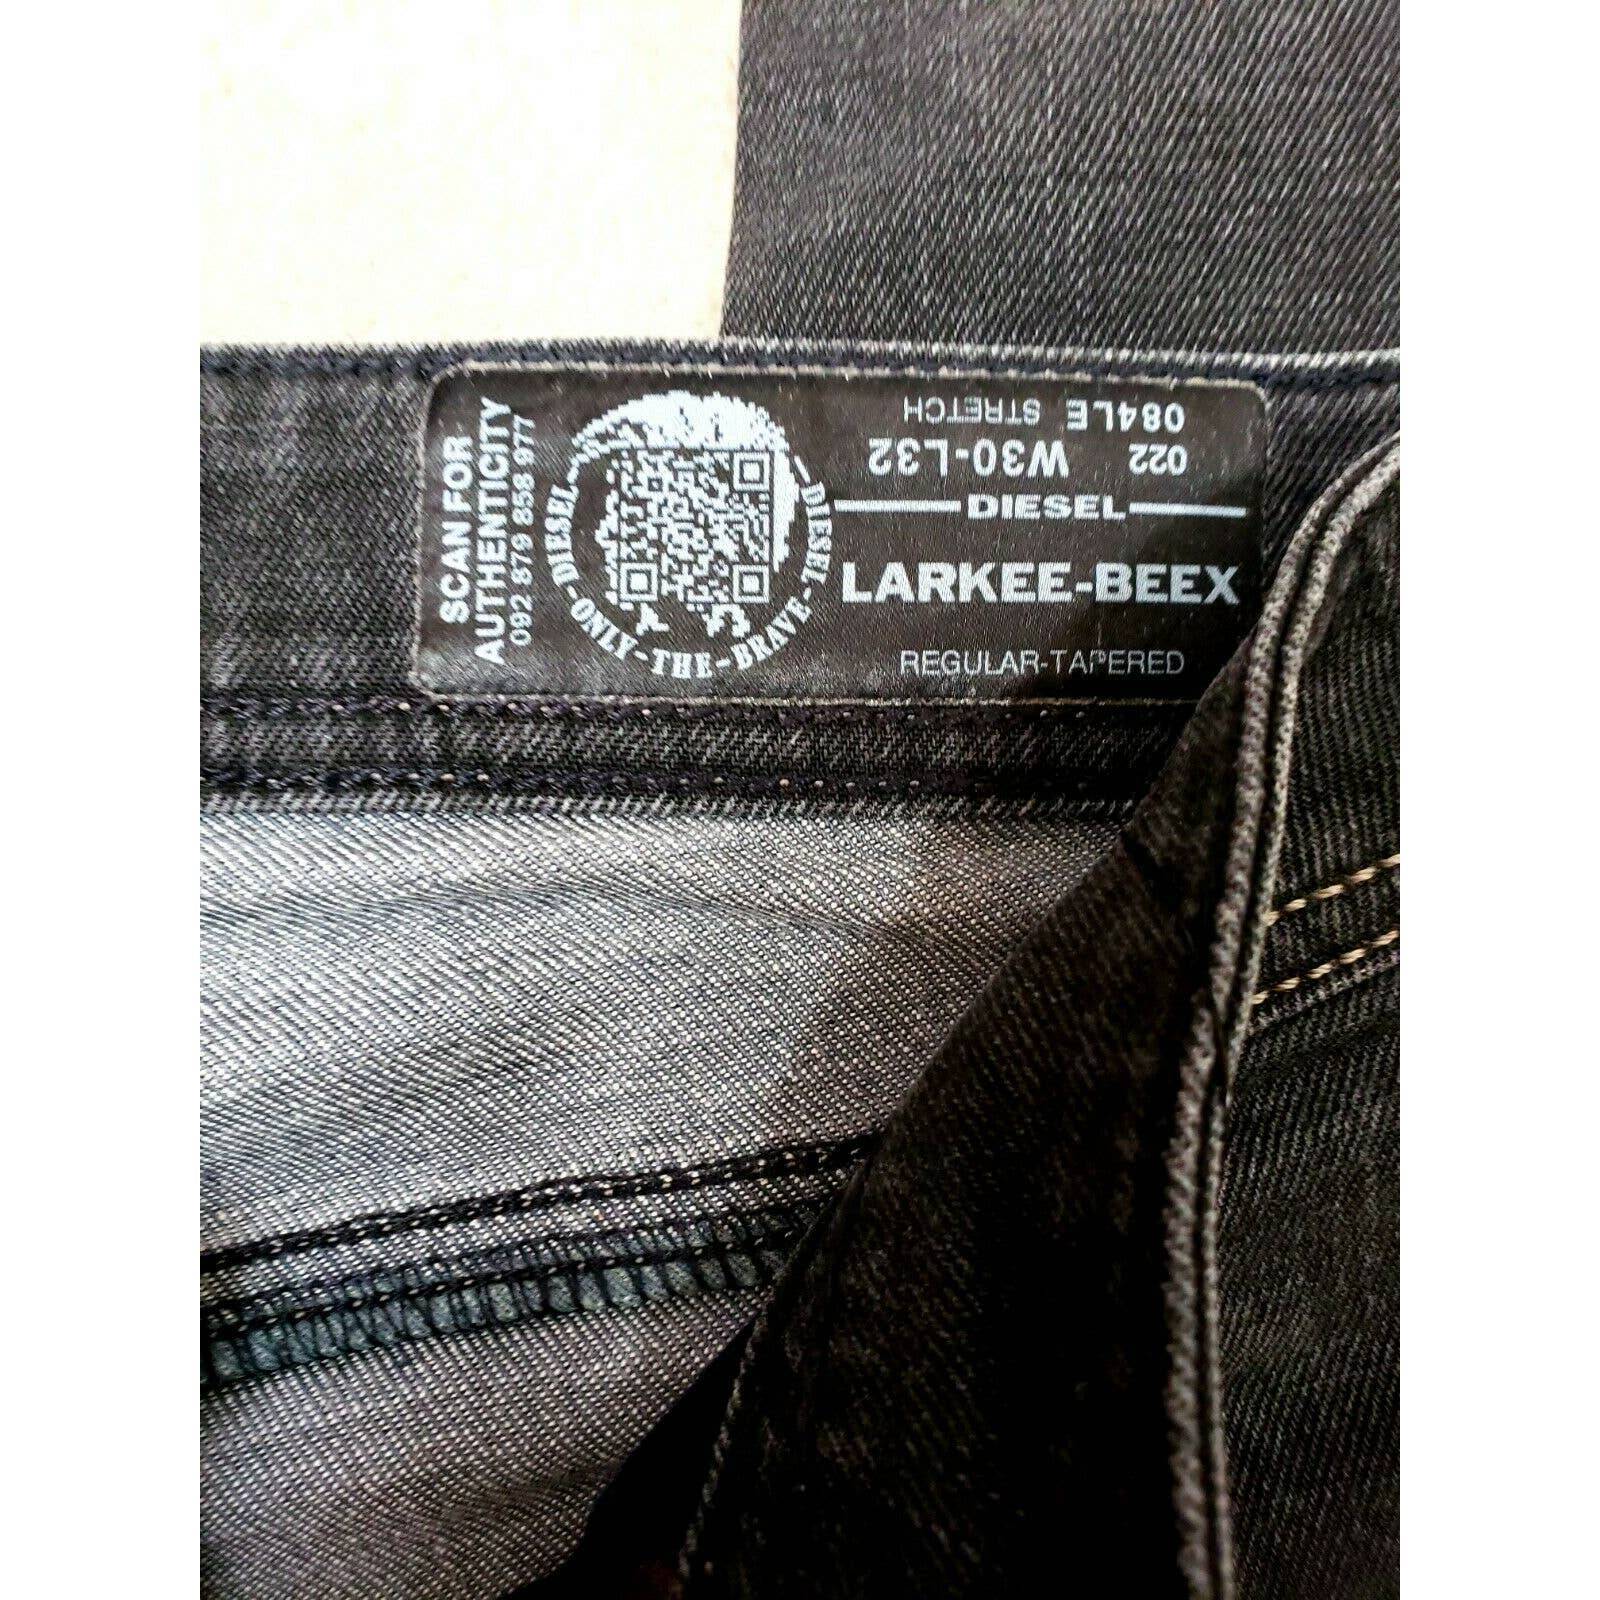 SCAN FOR
AUTHENTICITY
092 879 858 977
DIESEL-ONLY-THE-BRAVE-DIESEL
084LE STRETCH
022 W30-L32
DIESEL
LARKEE-BEEX
REGULAR-TAPERED